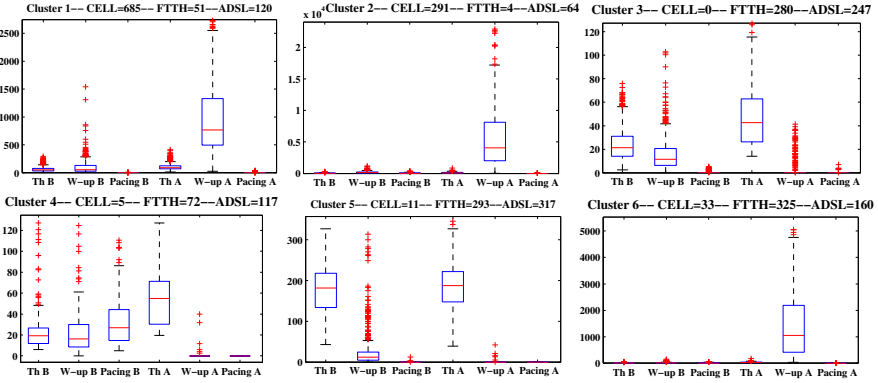 Cluster 1-- CELL=685-- FTTH=51--ADSL=120
2500
2000
1500
1000
500
0
Th B W-up B Pacing B Th A W-up A Pacing A
x 10⁴
Cluster 2-- CELL=291-- FTTH=4--ADSL=64
2
1.5
1
0.5
0
Th B W-up B Pacing B Th A W-up A Pacing A
Cluster 3-- CELL=0-- FTTH=280--ADSL=247
120
100
80
60
40
20
0
Th B W-up B Pacing B Th A W-up A Pacing A
Cluster 4-- CELL=5-- FTTH=72--ADSL=117
120
100
80
60
40
20
0
Th B W-up B Pacing B Th A W-up A Pacing A
Cluster 5-- CELL=11-- FTTH=293--ADSL=317
300
200
100
0
Th B W-up B Pacing B Th A W-up A Pacing A
Cluster 6-- CELL=33-- FTTH=325--ADSL=160
5000
4000
3000
2000
1000
0
Th B W-up B Pacing B Th A W-up A Pacing A